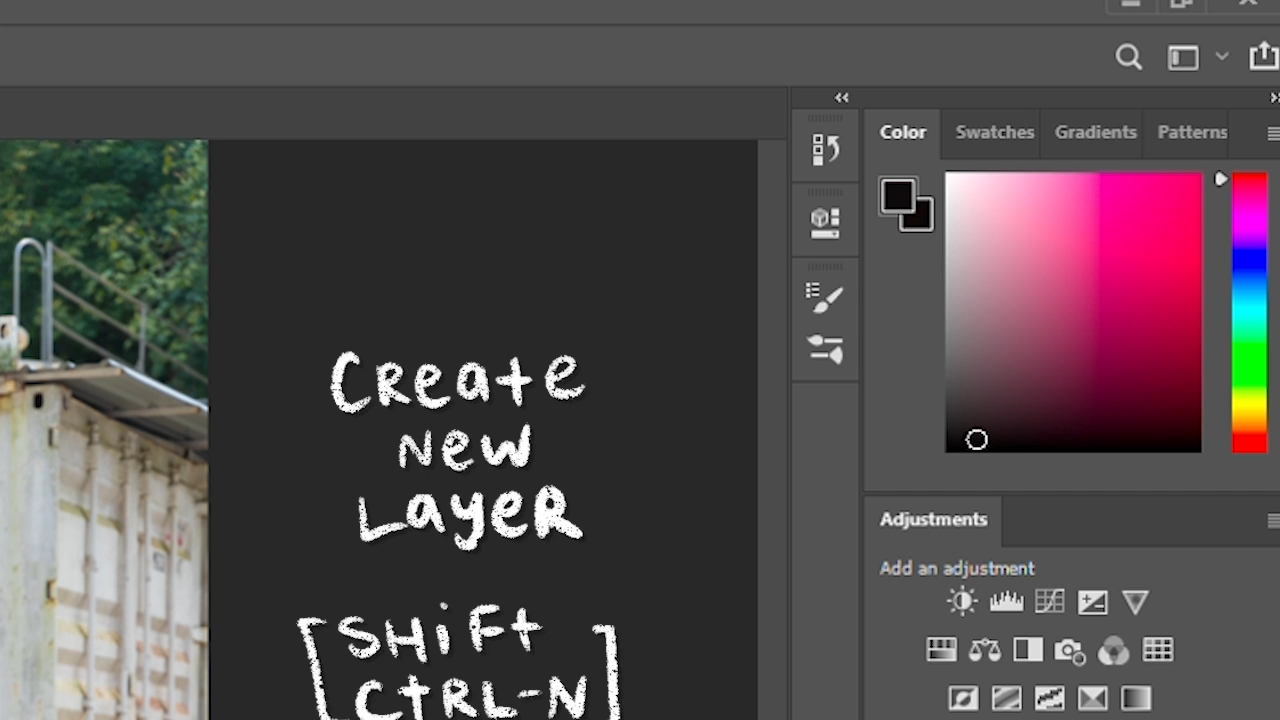 Color Swatches Gradients Patterns
Create
New
Layer
[Shift
Ctrl-N]
Adjustments
Add an adjustment